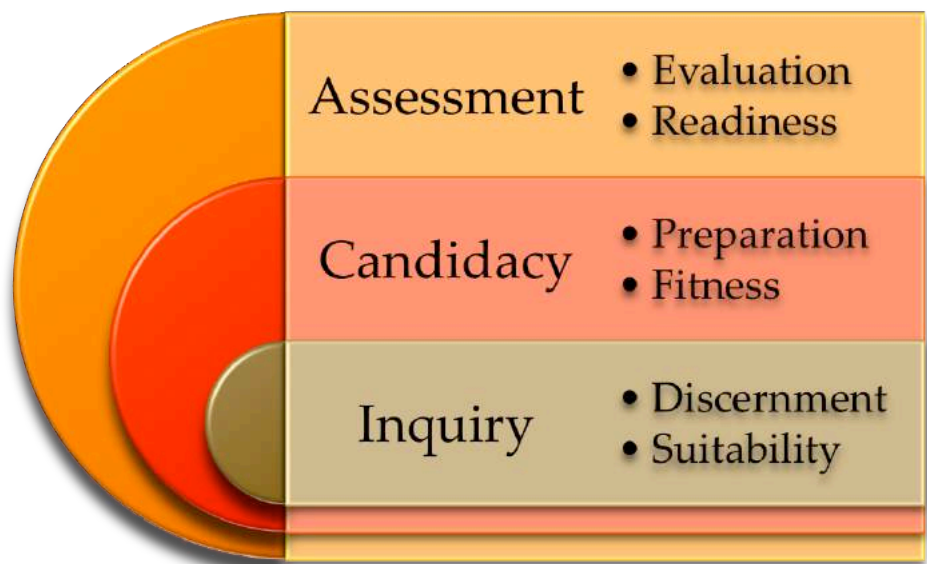 Assessment
• Evaluation
• Readiness
Candidacy
• Preparation
• Fitness
Inquiry
• Discernment
• Suitability